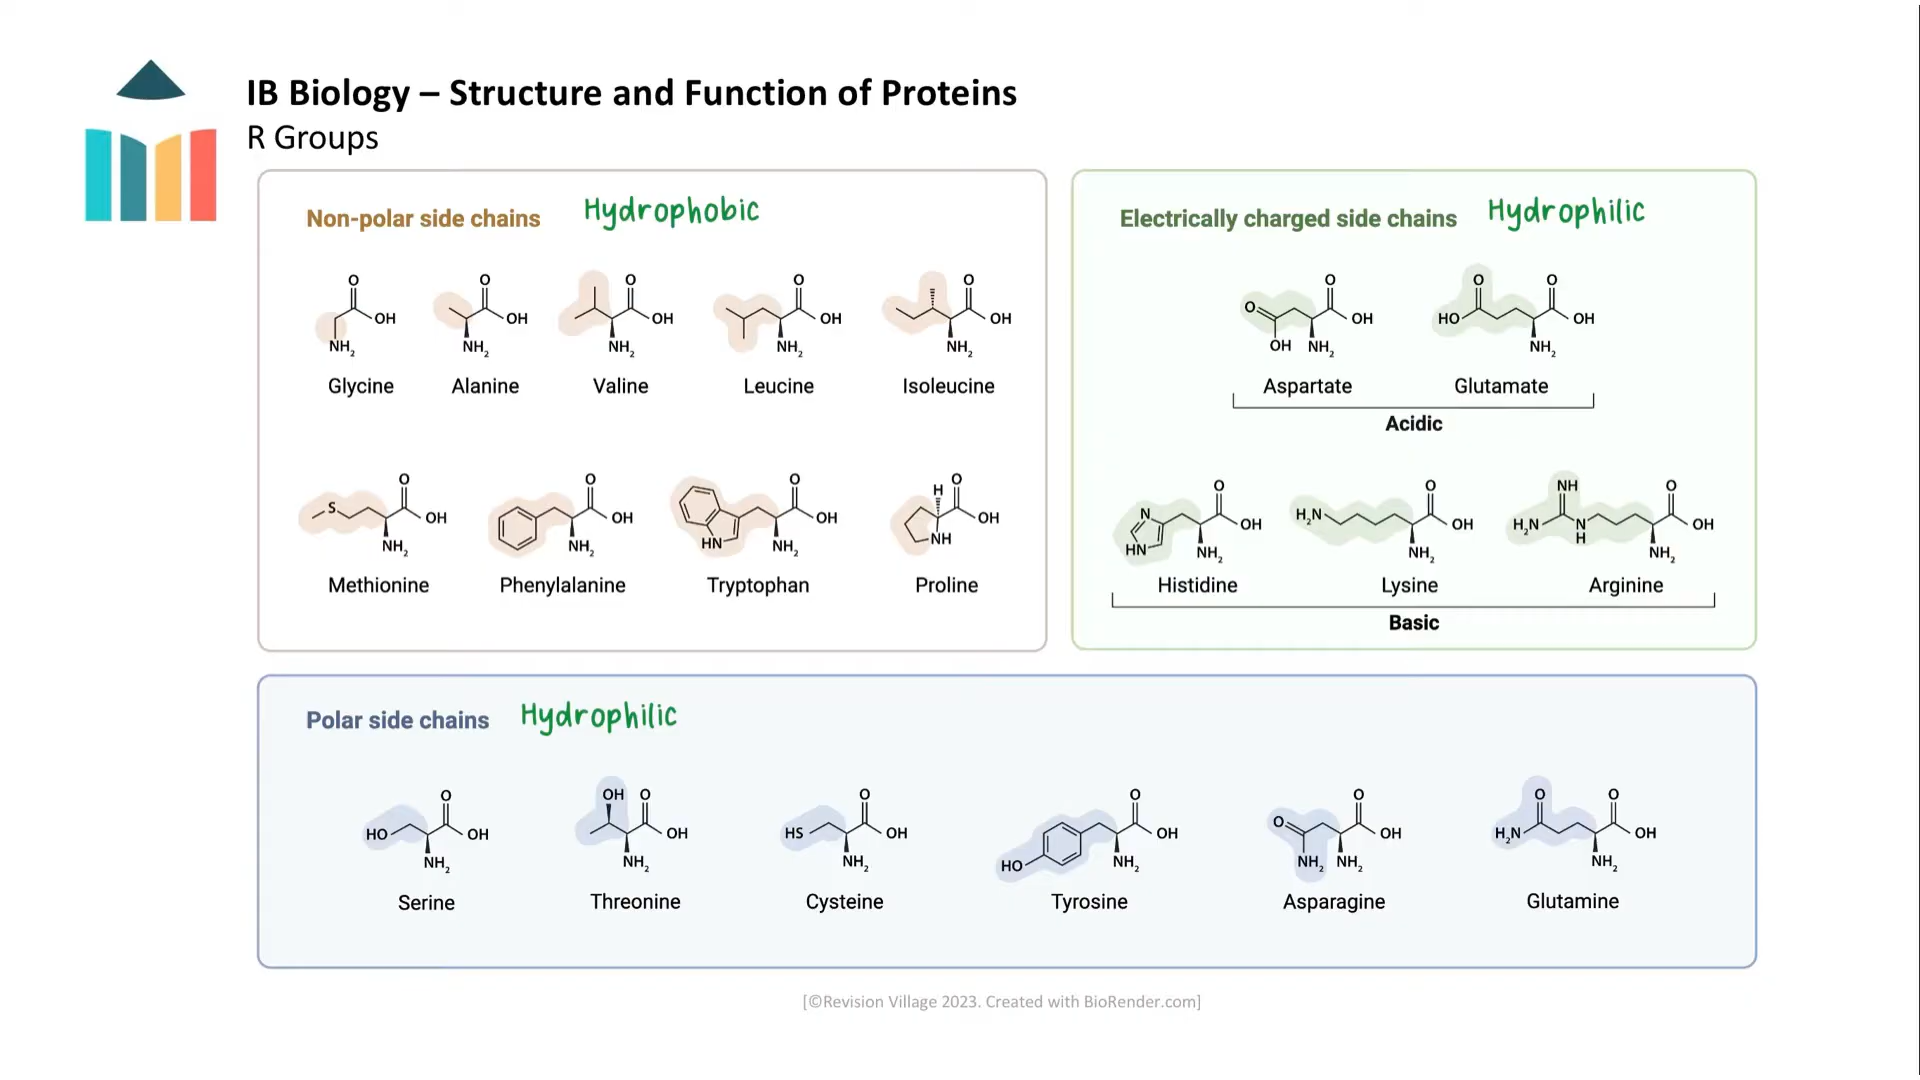 IB Biology – Structure and Function of Proteins
R Groups
Non-polar side chains Hydrophobic
O OH NH2
Glycine
O OH NH2
Alanine
O OH NH2
Valine
O OH NH2
Leucine
O OH NH2
Isoleucine
S O OH NH2
Methionine
O OH NH2
Phenylalanine
HN O OH NH2
Tryptophan
H O OH NH
Proline
Electrically charged side chains Hydrophilic
O OH O OH NH2
Aspartate
O HO O OH NH2
Glutamate
Acidic
N HN O OH NH2
Histidine
H2N O OH NH2
Lysine
NH H2N N H O OH NH2
Arginine
Basic
Polar side chains Hydrophilic
HO O OH NH2
Serine
OH O OH NH2
Threonine
HS O OH NH2
Cysteine
HO O OH NH2
Tyrosine
O NH2 O OH NH2
Asparagine
O H2N O OH NH2
Glutamine
[©Revision Village 2023. Created with BioRender.com]